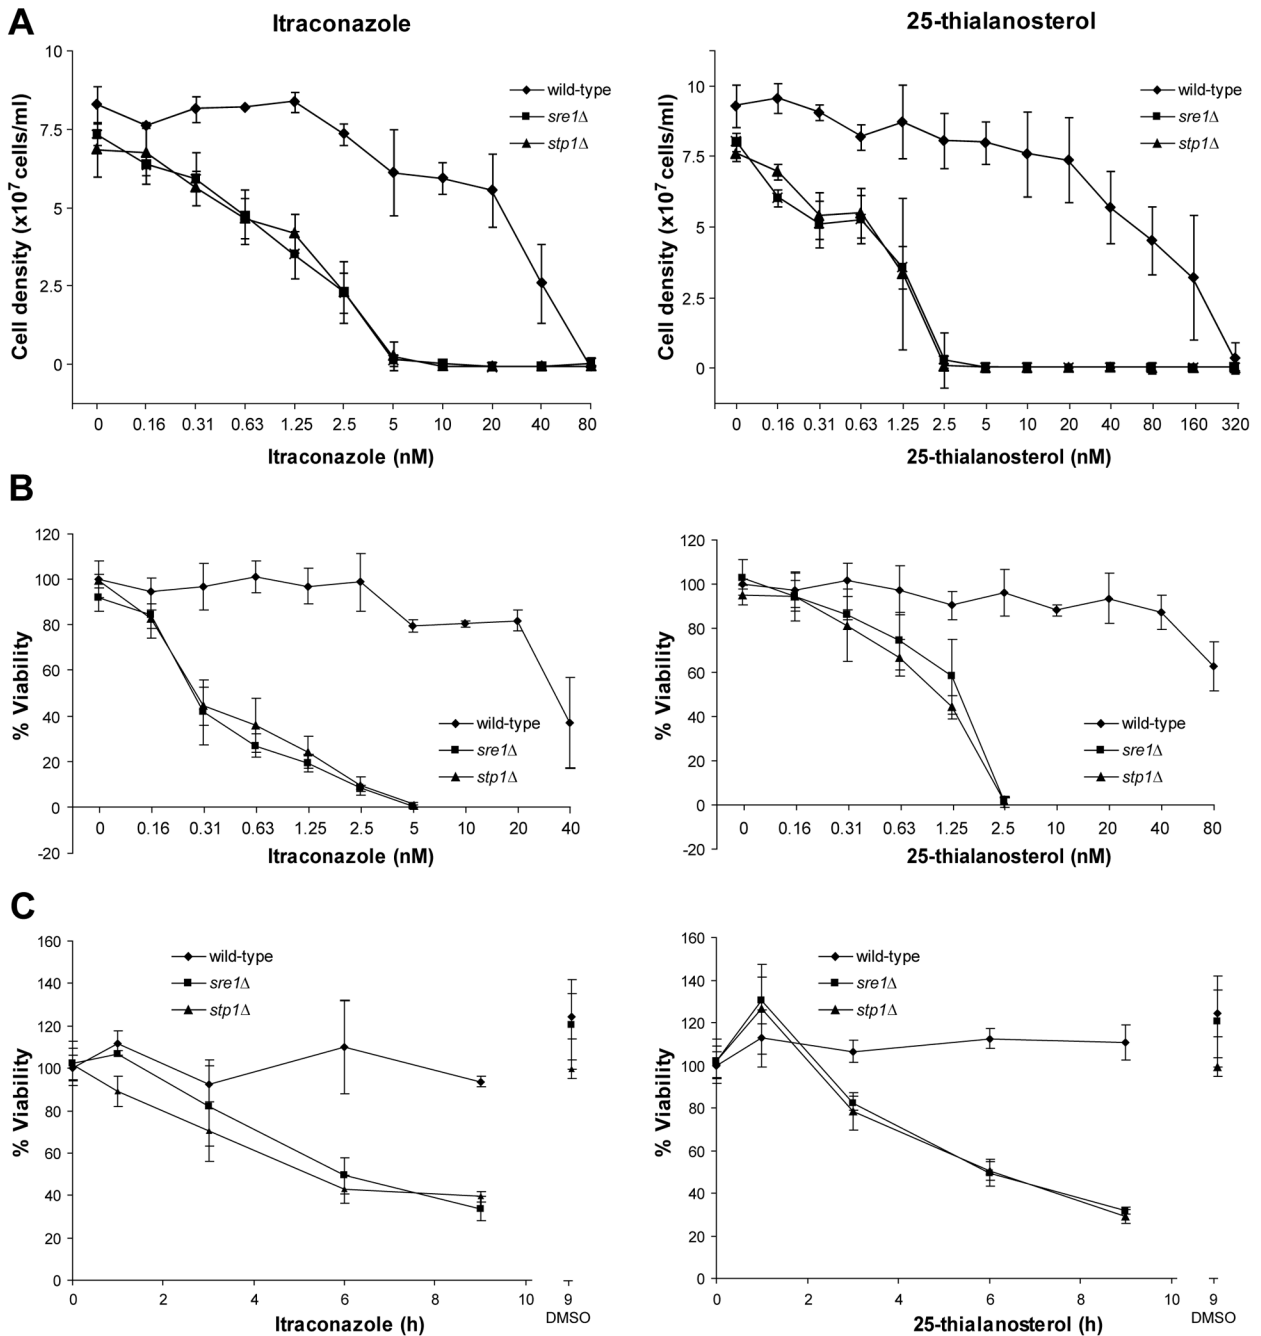 A
Itraconazole
25-thialanosterol
Cell density (x10⁷ cells/ml)
10
7.5
5
2.5
0
wild-type
sre1Δ
stp1Δ
0 0.16 0.31 0.63 1.25 2.5 5 10 20 40 80
Itraconazole (nM)
Cell density (x10⁷ cells/ml)
10
7.5
5
2.5
0
wild-type
sre1Δ
stp1Δ
0 0.16 0.31 0.63 1.25 2.5 5 10 20 40 80 160 320
25-thialanosterol (nM)
B
% Viability
120
100
80
60
40
20
0
-20
wild-type
sre1Δ
stp1Δ
0 0.16 0.31 0.63 1.25 2.5 5 10 20 40
Itraconazole (nM)
% Viability
120
100
80
60
40
20
0
-20
wild-type
sre1Δ
stp1Δ
0 0.16 0.31 0.63 1.25 2.5 10 20 40 80
25-thialanosterol (nM)
C
% Viability
160
140
120
100
80
60
40
20
0
wild-type
sre1Δ
stp1Δ
0 2 4 6 8 10 9
DMSO
Itraconazole (h)
% Viability
160
140
120
100
80
60
40
20
0
wild-type
sre1Δ
stp1Δ
0 2 4 6 8 10 9
DMSO
25-thialanosterol (h)